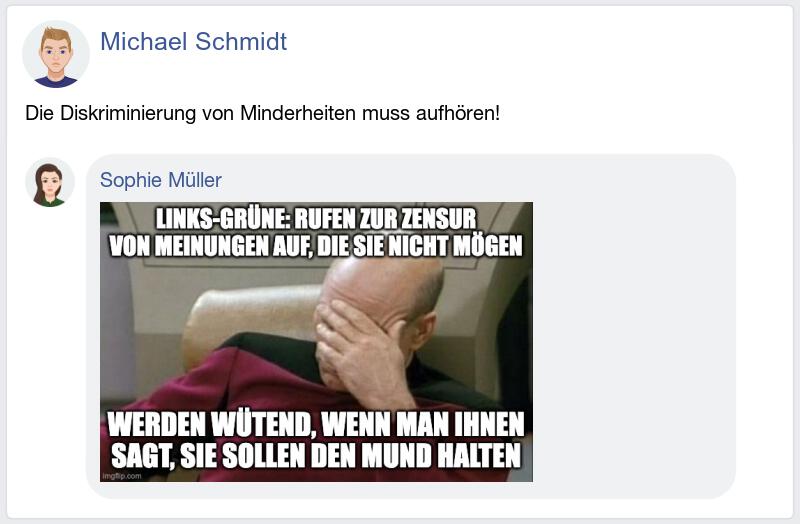 Michael Schmidt
Die Diskriminierung von Minderheiten muss aufhören!
Sophie Müller
LINKS-GRÜNE: RUFEN ZUR ZENSUR
VON MEINUNGEN AUF, DIE SIE NICHT MÖGEN
WERDEN WÜTEND, WENN MAN IHNEN
SAGT, SIE SOLLEN DEN MUND HALTEN
imgflip.com